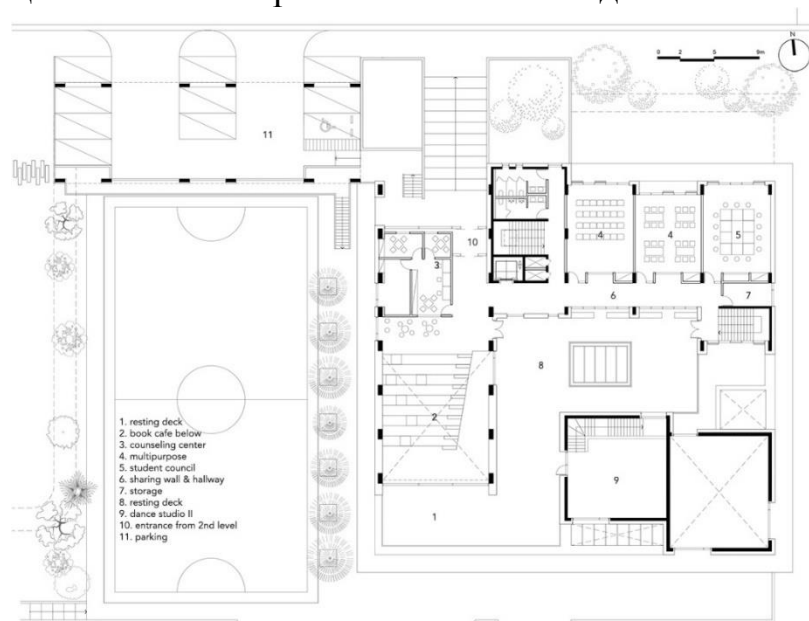 N
0 2 5 9m
11
10
4
4
5
3
6
7
8
2
1. resting deck
2. book cafe below
3. counseling center
4. multipurpose
5. student council
6. sharing wall & hallway
7. storage
8. resting deck
9. dance studio II
10. entrance from 2nd level
11. parking
9
1